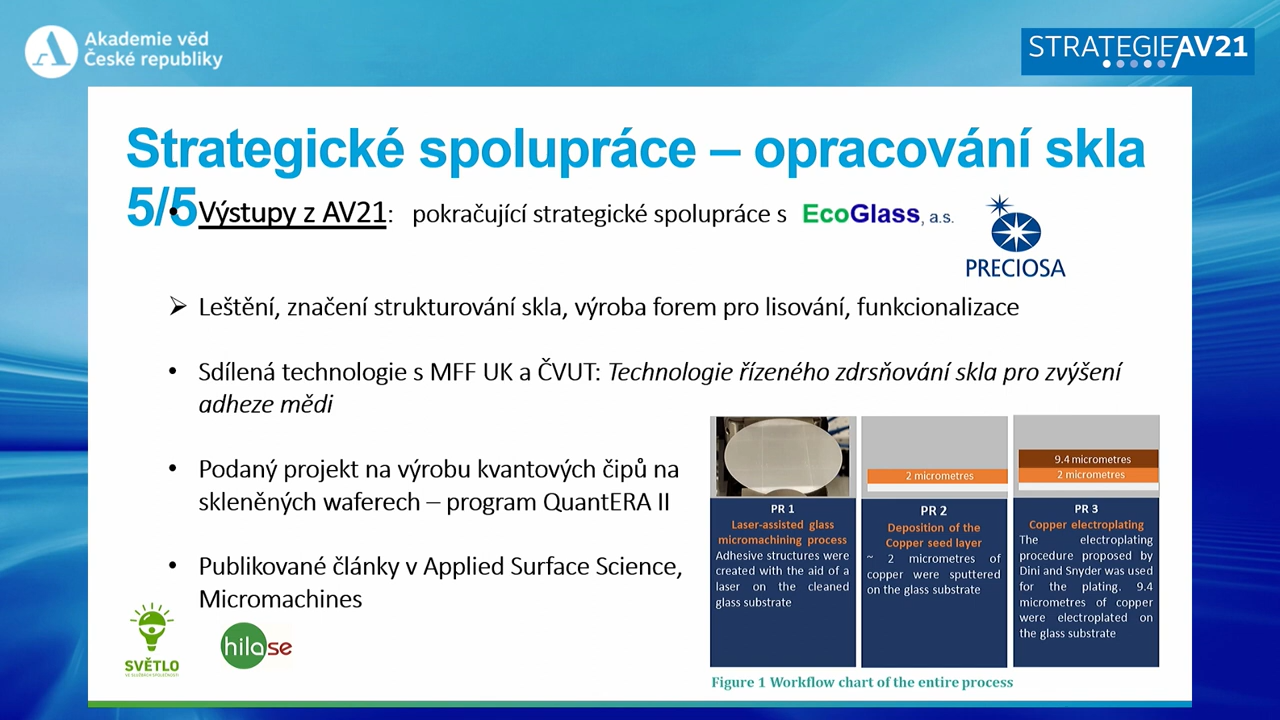 Akademie věd
České republiky
STRATEGIE AV21
Strategické spolupráce – opracování skla
5/5
• Výstupy z AV21: pokračující strategické spolupráce s EcoGlass, a.s.
PRECIOSA
➢ Leštění, značení strukturování skla, výroba forem pro lisování, funkcionalizace
• Sdílená technologie s MFF UK a ČVUT: Technologie řízeného zdrsňování skla pro zvýšení
adheze mědi
• Podaný projekt na výrobu kvantových čipů na
skleněných waferech – program QuantERA II
• Publikované články v Applied Surface Science,
Micromachines
PR 1
Laser-assisted glass
micromachining process
Adhesive structures were
created with the aid of a
laser on the cleaned
glass substrate
2 micrometres
PR 2
Deposition of the
Copper seed layer
~ 2 micrometres of
copper were sputtered
on the glass substrate
9.4 micrometres
2 micrometres
PR 3
Copper electroplating
The electroplating
procedure proposed by
Dini and Snyder was used
for the plating. 9.4
micrometres of copper
were electroplated on
the glass substrate
Figure 1 Workflow chart of the entire process
SVĚTLO
VE SLUŽBÁCH SPOLEČNOSTI
hilase